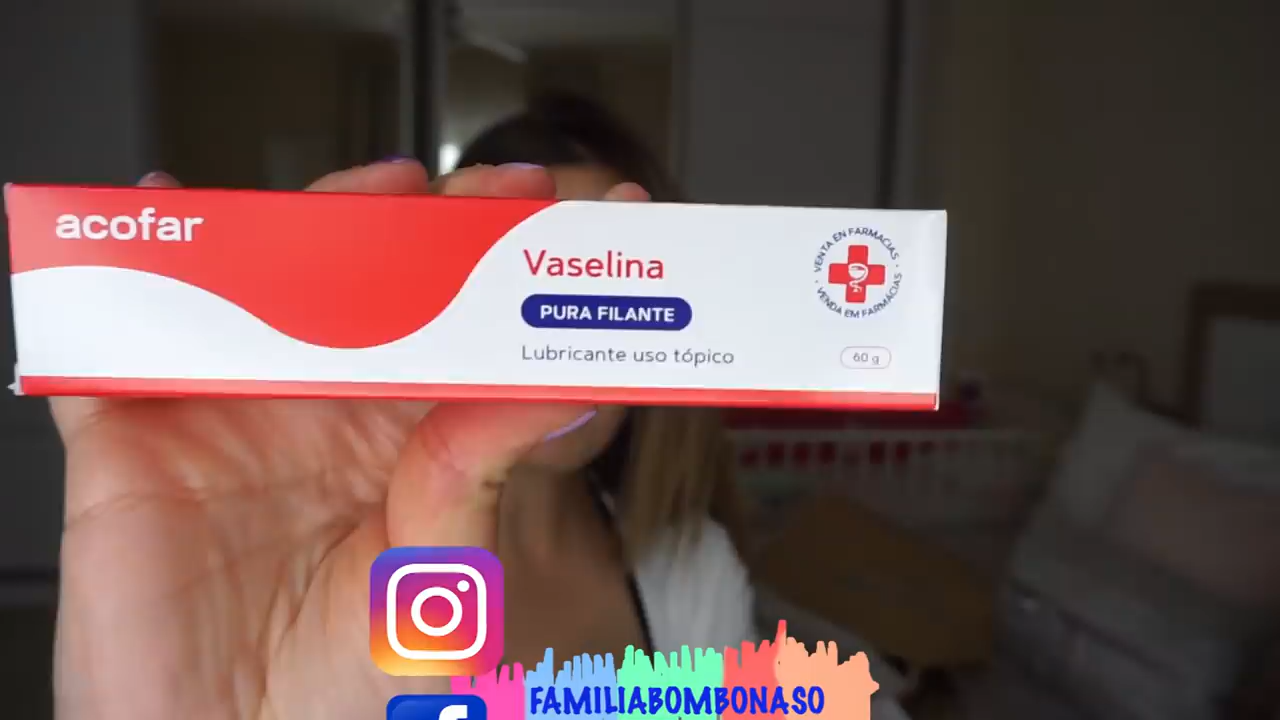 acofar
Vaselina
PURA FILANTE
Lubricante uso tópico
VENTA EN FARMACIAS · VENDA EM FARMÁCIAS ·
60 g
FAMILIABOMBONASO